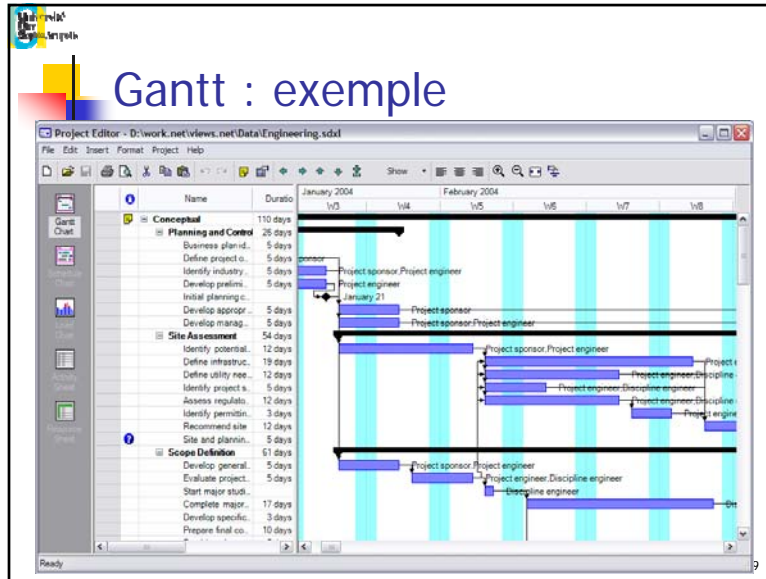 Gantt : exemple
Project Editor - D:\work.net\views.net\Data\Engineering.sdxl
File Edit Insert Format Project Help
Show
Name Duratio January 2004 February 2004
W3 W4 W5 W6 W7 W8
Gantt Chart
Conceptual 110 days
Planning and Control 26 days
Business plan id.. 5 days
Define project o.. 5 days ponsor
Identify industry.. 5 days Project sponsor,Project engineer
Develop prelimi.. 5 days Project engineer
Initial planning c.. January 21
Develop appropr.. 5 days Project sponsor
Develop manag.. 5 days Project sponsor,Project engineer
Site Assessment 54 days
Identify potential.. 12 days Project sponsor,Project engineer
Define infrastruc.. 19 days Project e
Define utility nee.. 12 days Project engineer,Discipline
Identify project s.. 5 days Project engineer,Discipline engineer
Assess regulato.. 12 days Project engineer,Discipline
Identify permittin.. 3 days Project engine
Recommend site 12 days
Site and plannin.. 5 days
Scope Definition 61 days
Develop general.. 5 days Project sponsor,Project engineer
Evaluate project.. 5 days Project engineer,Discipline engineer
Start major studi.. Discipline engineer
Complete major.. 17 days Dis
Develop specific.. 3 days
Prepare final co.. 10 days
Ready
9